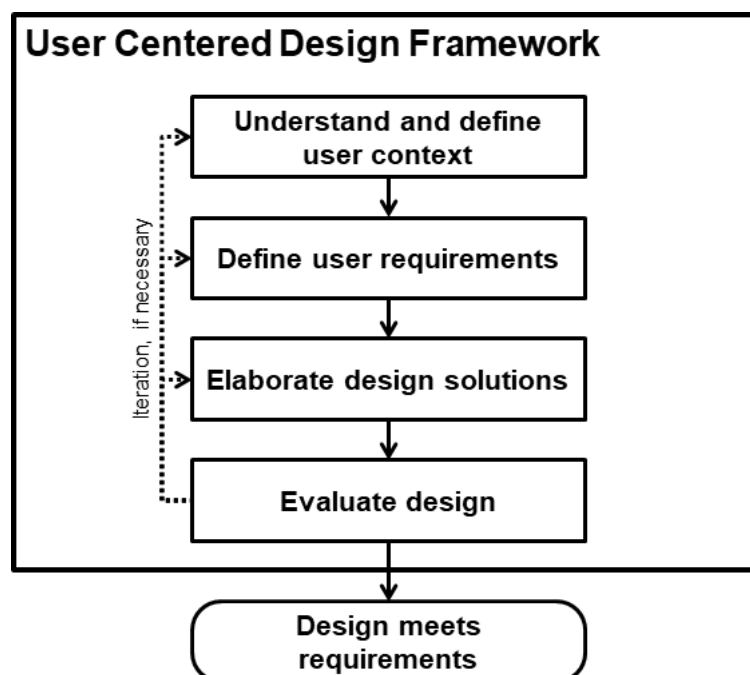 User Centered Design Framework
Understand and define
user context
Define user requirements
Iteration, if necessary
Elaborate design solutions
Evaluate design
Design meets
requirements